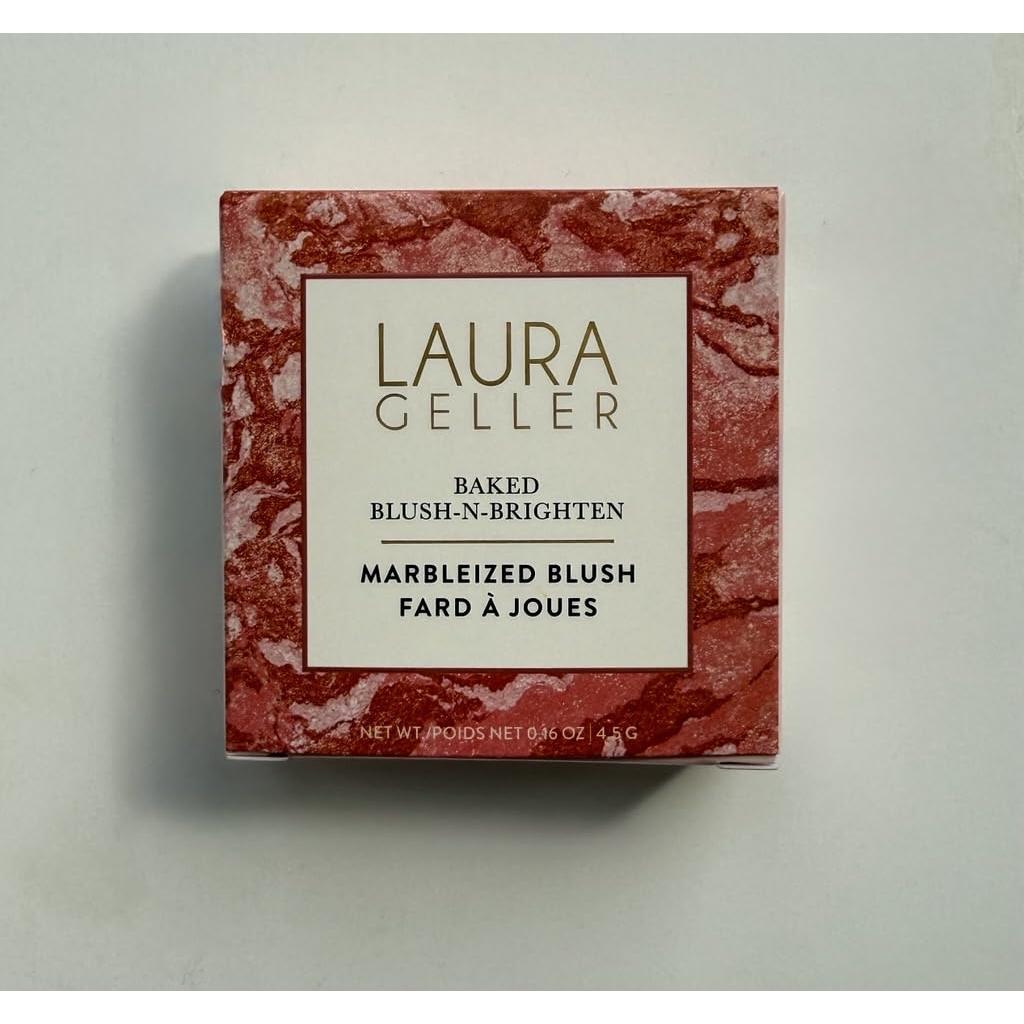 LAURA
GELLER
BAKED
BLUSH-N-BRIGHTEN
MARBLEIZED BLUSH
FARD À JOUES
NET WT./POIDS NET 0.16 OZ | 4.5 G